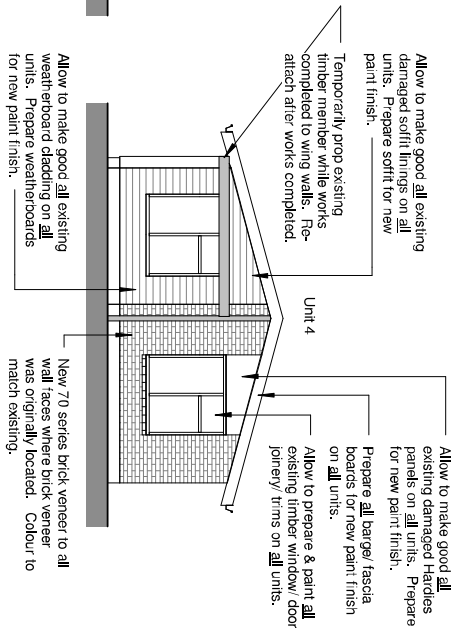 Allow to make good all existing
damaged soffit linings on all
units. Prepare soffit for new
paint finish.
Temporarily prop existing
timber member while works
completed to wing walls. Re-
attach after works completed.
Unit 4
Allow to make good all
existing damaged Hardies
panels on all units. Prepare
for new paint finish.
Prepare all barge/ fascia
boards for new paint finish
on all units.
Allow to prepare & paint all
existing timber window/ door
joinery/ trims on all units.
Allow to make good all existing
weatherboard cladding on all
units. Prepare weatherboards
for new paint finish.
New 70 series brick veneer to all
wall faces where brick veneer
was originally located. Colour to
match existing.